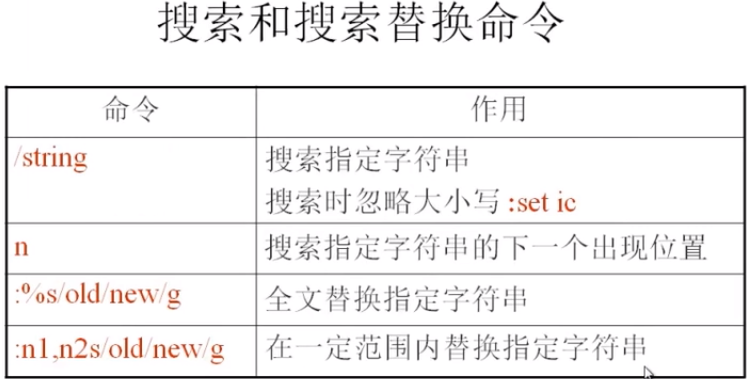 搜索和搜索替换命令
命令 作用
/string 搜索指定字符串
搜索时忽略大小写 :set ic
n 搜索指定字符串的下一个出现位置
:%s/old/new/g 全文替换指定字符串
:n1,n2s/old/new/g 在一定范围内替换指定字符串